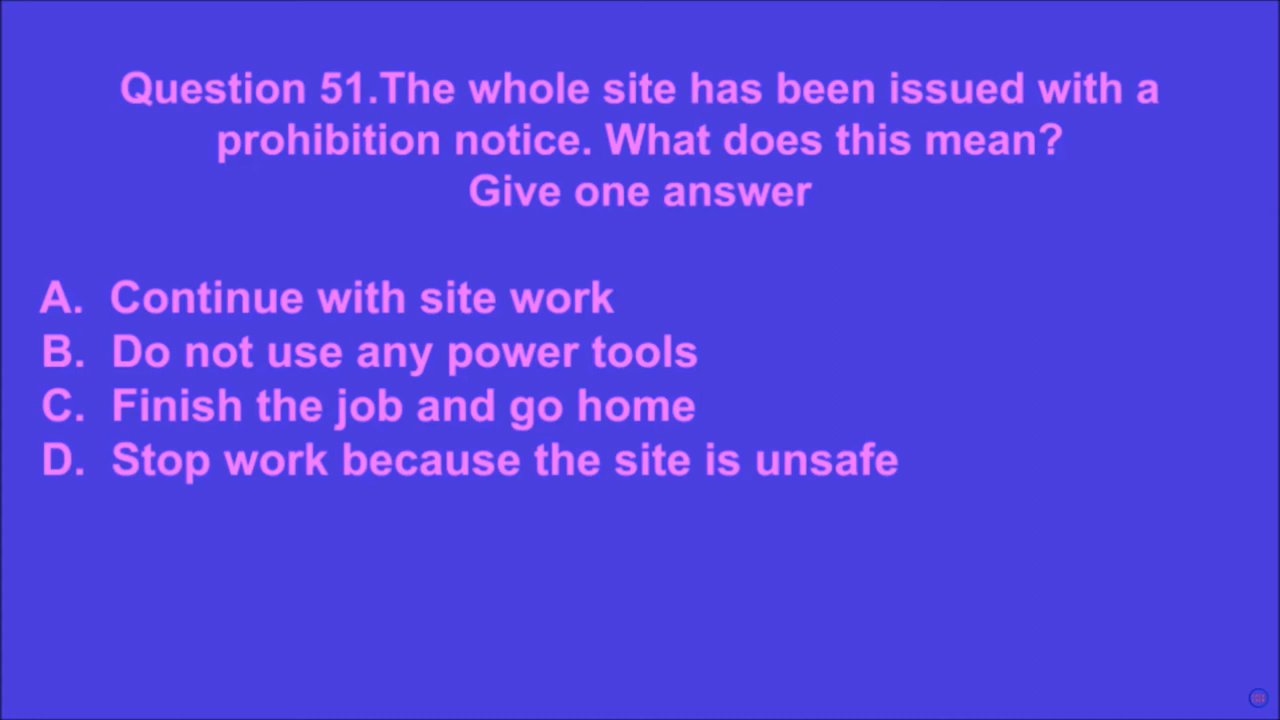 Question 51.The whole site has been issued with a
prohibition notice. What does this mean?
Give one answer
A. Continue with site work
B. Do not use any power tools
C. Finish the job and go home
D. Stop work because the site is unsafe